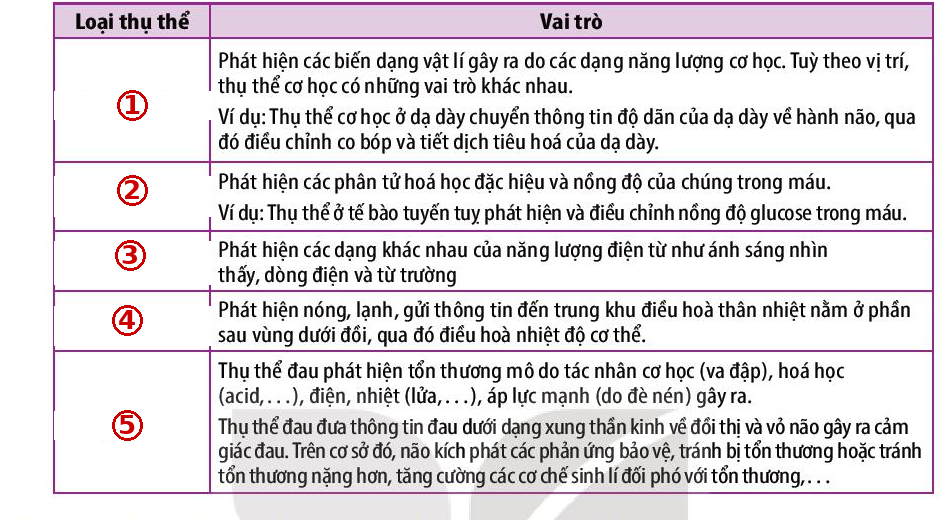 Loại thụ thể Vai trò
① Phát hiện các biến dạng vật lí gây ra do các dạng năng lượng cơ học. Tuỳ theo vị trí,
thụ thể cơ học có những vai trò khác nhau.
Ví dụ: Thụ thể cơ học ở dạ dày chuyển thông tin độ dãn của dạ dày về hành não, qua
đó điều chỉnh co bóp và tiết dịch tiêu hoá của dạ dày.
② Phát hiện các phân tử hoá học đặc hiệu và nồng độ của chúng trong máu.
Ví dụ: Thụ thể ở tế bào tuyến tuỵ phát hiện và điều chỉnh nồng độ glucose trong máu.
③ Phát hiện các dạng khác nhau của năng lượng điện từ như ánh sáng nhìn
thấy, dòng điện và từ trường
④ Phát hiện nóng, lạnh, gửi thông tin đến trung khu điều hoà thân nhiệt nằm ở phần
sau vùng dưới đồi, qua đó điều hoà nhiệt độ cơ thể.
⑤ Thụ thể đau phát hiện tổn thương mô do tác nhân cơ học (va đập), hoá học
(acid,...), điện, nhiệt (lửa,...), áp lực mạnh (do đè nén) gây ra.
Thụ thể đau đưa thông tin đau dưới dạng xung thần kinh về đồi thị và vỏ não gây ra cảm
giác đau. Trên cơ sở đó, não kích phát các phản ứng bảo vệ, tránh bị tổn thương hoặc tránh
tổn thương nặng hơn, tăng cường các cơ chế sinh lí đối phó với tổn thương,...